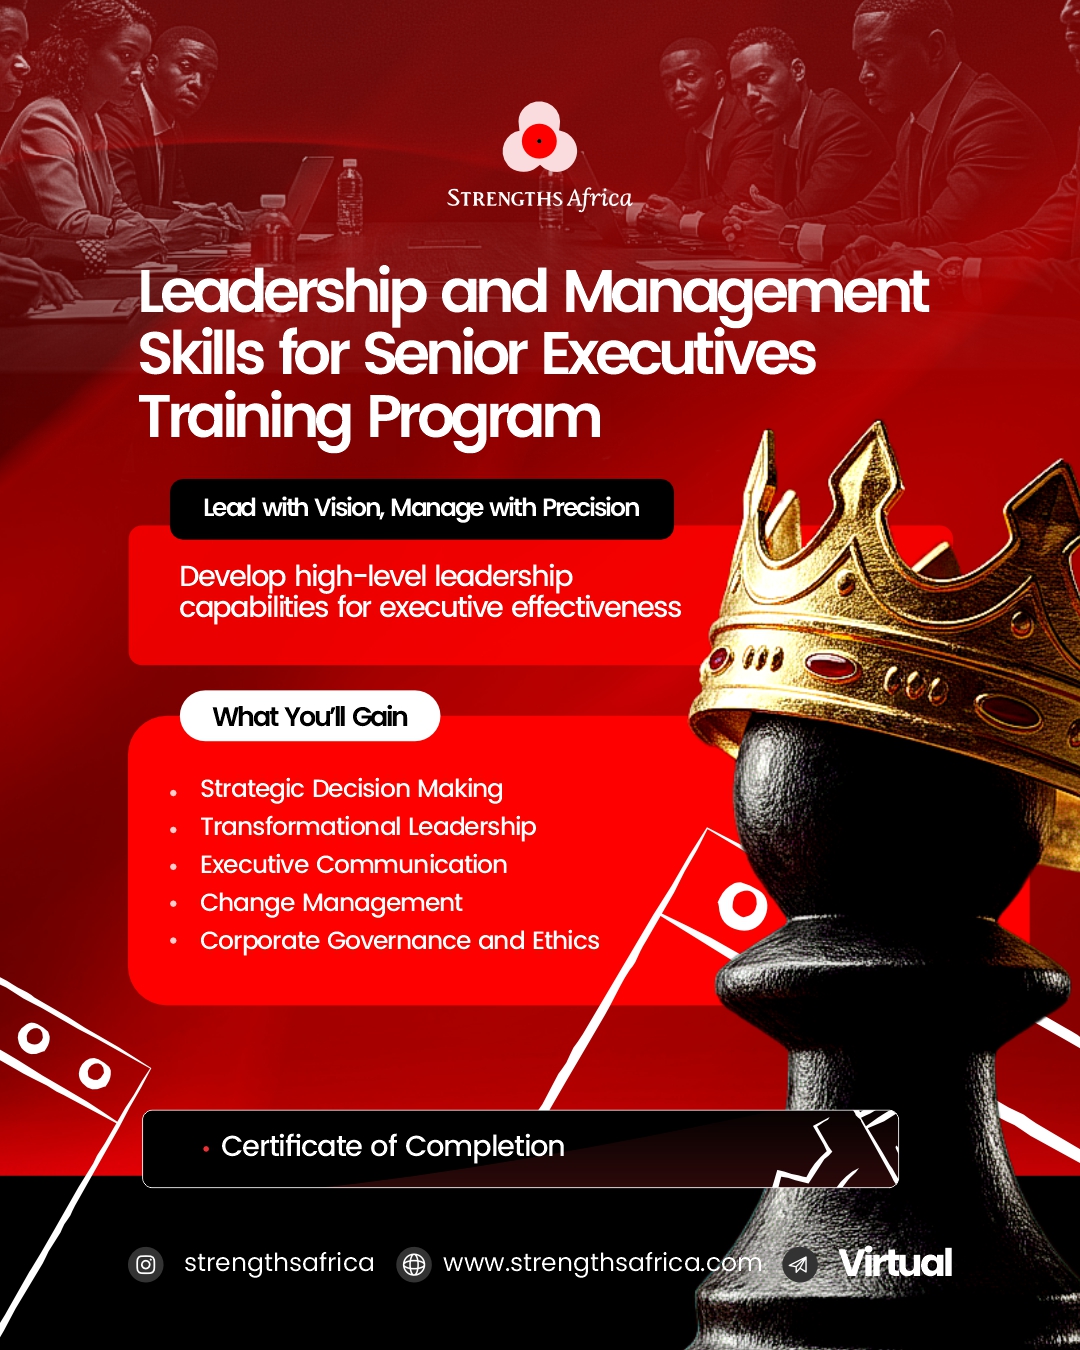 STRENGTHS Africa
Leadership and Management
Skills for Senior Executives
Training Program
Lead with Vision, Manage with Precision
Develop high-level leadership
capabilities for executive effectiveness
What You'll Gain
• Strategic Decision Making
• Transformational Leadership
• Executive Communication
• Change Management
• Corporate Governance and Ethics
• Certificate of Completion
strengthsafrica www.strengthsafrica.com Virtual